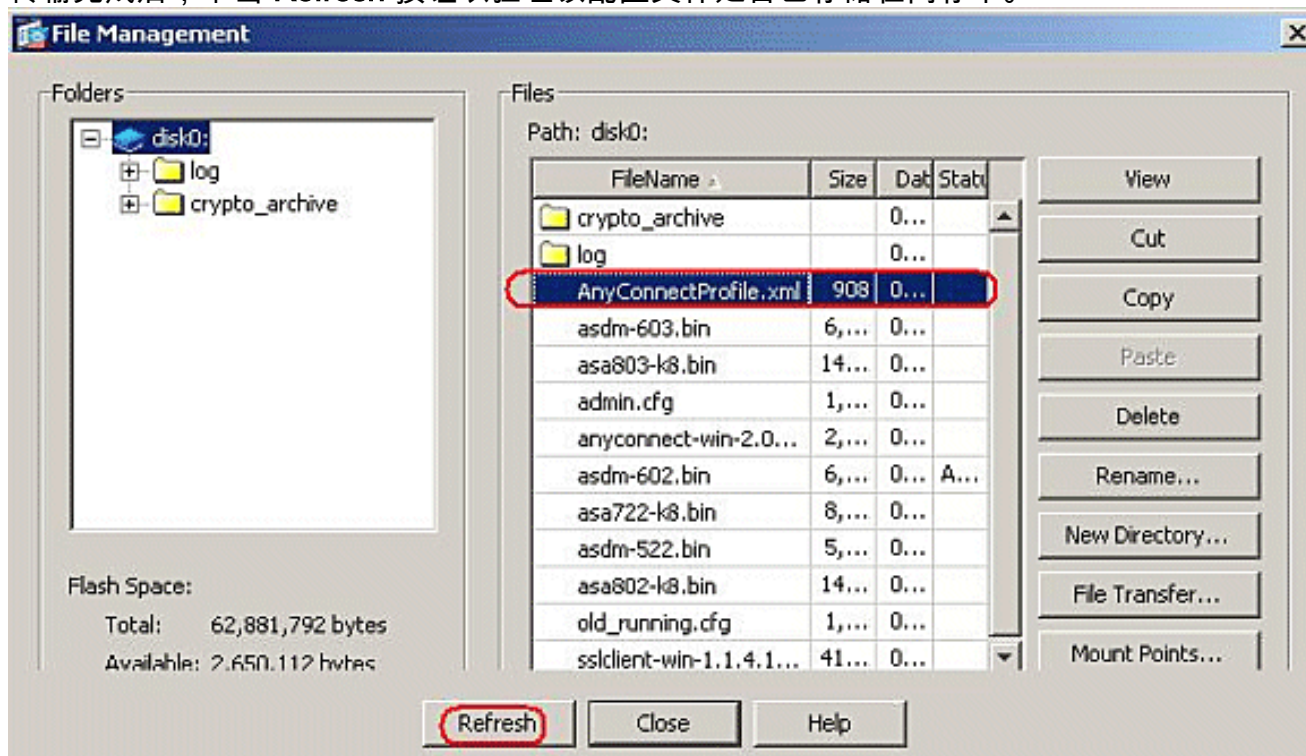 File Management
Folders
disk0:
log
crypto_archive
Flash Space:
Total: 62,881,792 bytes
Available: 2,650,112 bytes
Files
Path: disk0:
FileName Size Dat Statu
crypto_archive 0...
log 0...
AnyConnectProfile.xml 908 0...
asdm-603.bin 6,... 0...
asa803-k8.bin 14... 0...
admin.cfg 1,... 0...
anyconnect-win-2.0... 2,... 0...
asdm-602.bin 6,... 0... A...
asa722-k8.bin 8,... 0...
asdm-522.bin 5,... 0...
asa802-k8.bin 14... 0...
old_running.cfg 1,... 0...
sslclient-win-1.1.4.1... 41... 0...
View
Cut
Copy
Paste
Delete
Rename...
New Directory...
File Transfer...
Mount Points...
Refresh Close Help